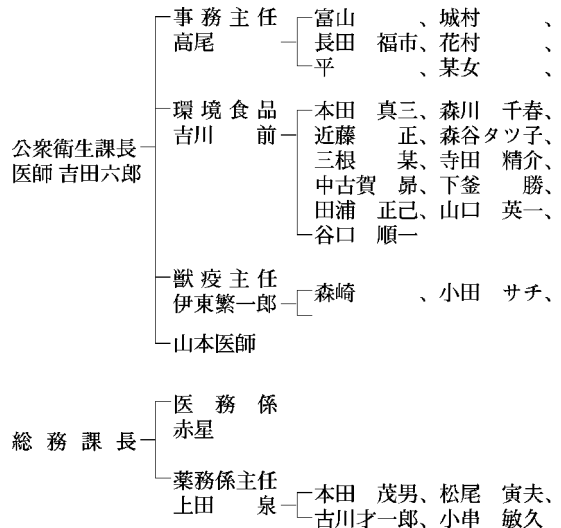 事務主任
高尾
富山　　　、城村　　　、
長田　福市、花村　　　、
平　　　　、某女　　　、
公衆衛生課長
医師 吉田六郎
環境食品
吉川　前
本田　真三、森川　千春、
近藤　　正、森谷タツ子、
三根　　某、寺田　精介、
中古賀　昴、下釜　　勝、
田浦　正己、山口　英一、
谷口　順一
獣疫主任
伊東繁一郎
森崎　　　、小田　サチ、
山本医師
総務課長
医務係
赤星
薬務係主任
上田　泉
本田　茂男、松尾　寅夫、
古川才一郎、小串　敏久